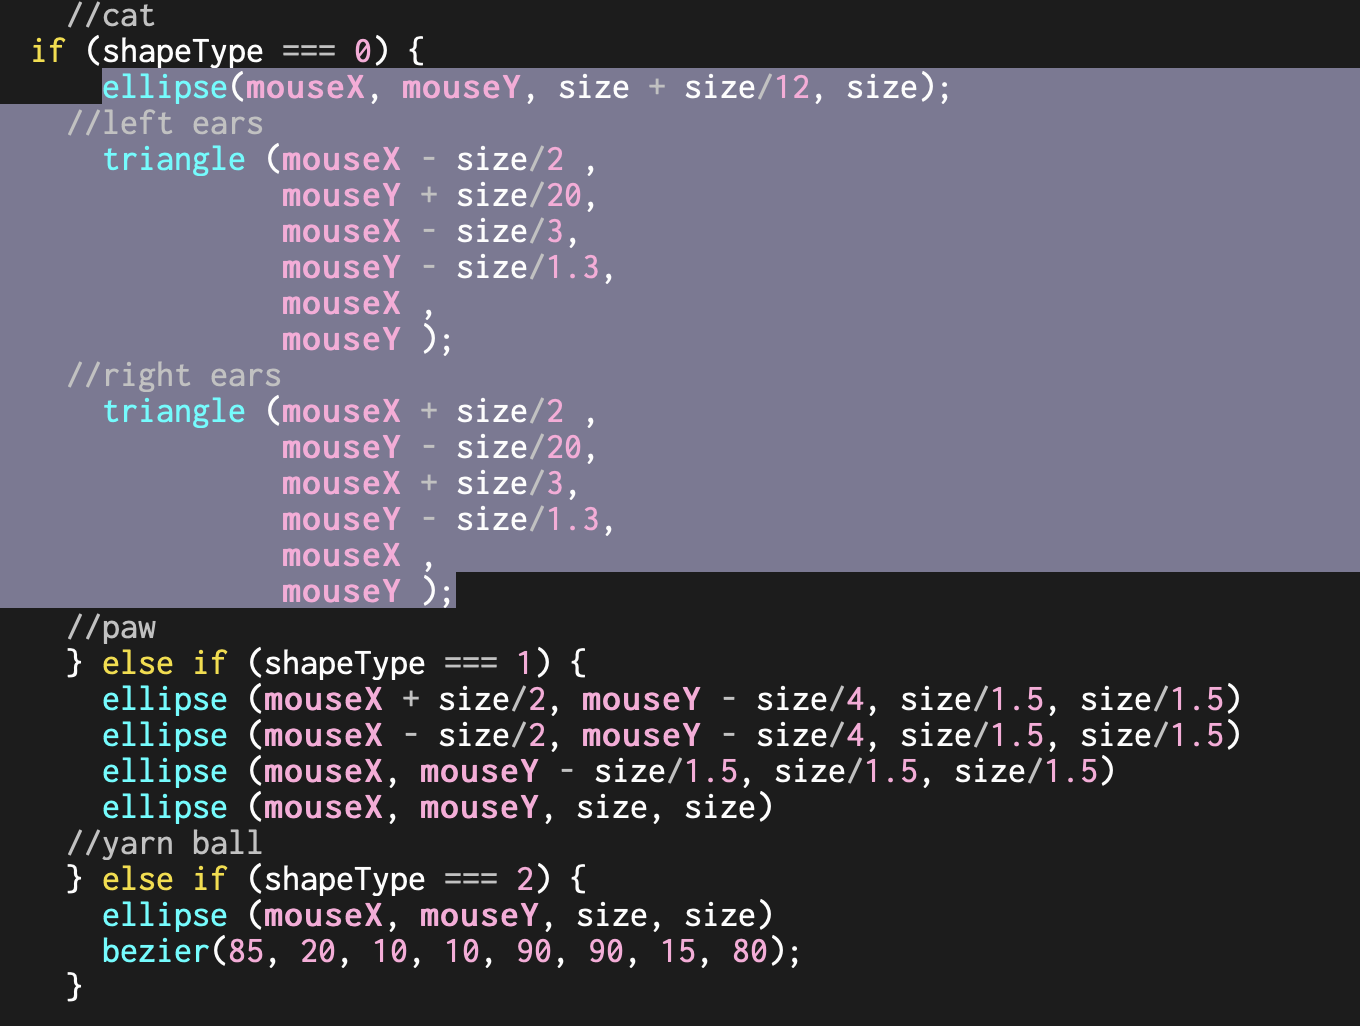 //cat
if (shapeType === 0) {
ellipse(mouseX, mouseY, size + size/12, size);
//left ears
triangle (mouseX - size/2 ,
mouseY + size/20,
mouseX - size/3,
mouseY - size/1.3,
mouseX ,
mouseY );
//right ears
triangle (mouseX + size/2 ,
mouseY - size/20,
mouseX + size/3,
mouseY - size/1.3,
mouseX ,
mouseY );
//paw
} else if (shapeType === 1) {
ellipse (mouseX + size/2, mouseY - size/4, size/1.5, size/1.5)
ellipse (mouseX - size/2, mouseY - size/4, size/1.5, size/1.5)
ellipse (mouseX, mouseY - size/1.5, size/1.5, size/1.5)
ellipse (mouseX, mouseY, size, size)
//yarn ball
} else if (shapeType === 2) {
ellipse (mouseX, mouseY, size, size)
bezier(85, 20, 10, 10, 90, 90, 15, 80);
}